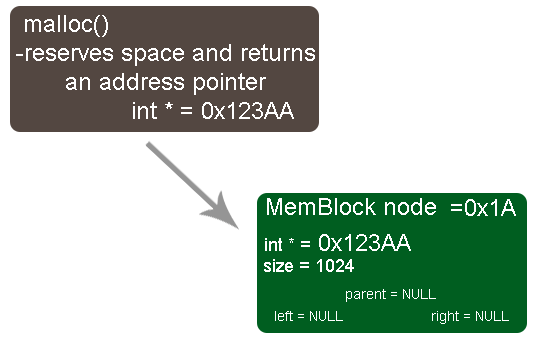 malloc()
-reserves space and returns
an address pointer
int * = 0x123AA
MemBlock node =0x1A
int * = 0x123AA
size = 1024
parent = NULL
left = NULL right = NULL